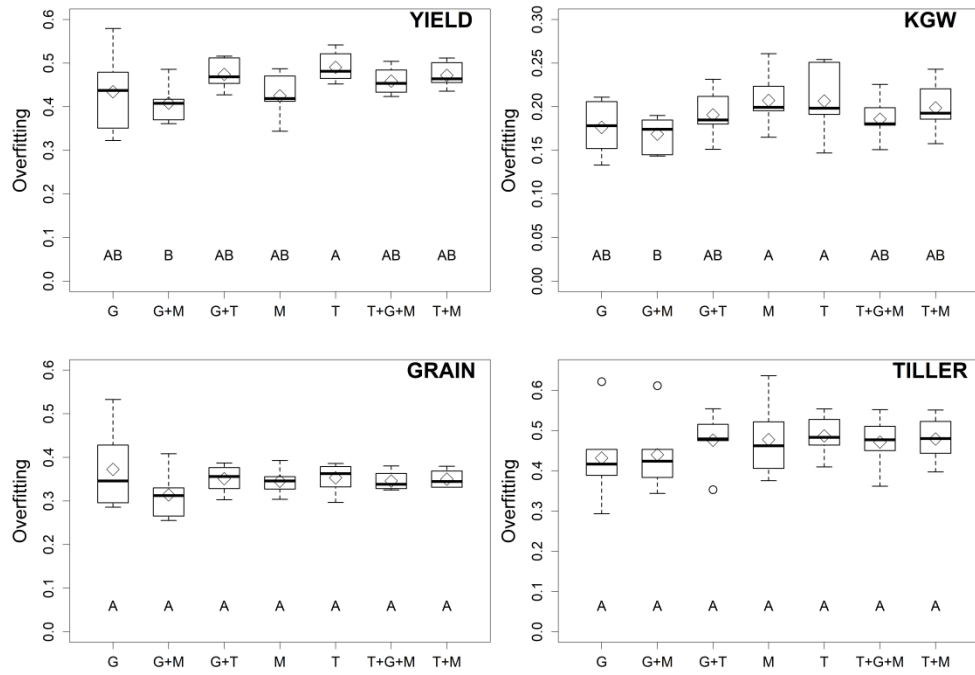 YIELD
Overfitting
0.6
0.5
0.4
0.3
0.2
0.1
0.0
AB B AB AB A AB AB
G G+M G+T M T T+G+M T+M
KGW
Overfitting
0.30
0.25
0.20
0.15
0.10
0.05
0.00
AB B AB A A AB AB
G G+M G+T M T T+G+M T+M
GRAIN
Overfitting
0.6
0.5
0.4
0.3
0.2
0.1
0.0
A A A A A A A
G G+M G+T M T T+G+M T+M
TILLER
Overfitting
0.6
0.5
0.4
0.3
0.2
0.1
0.0
A A A A A A A
G G+M G+T M T T+G+M T+M